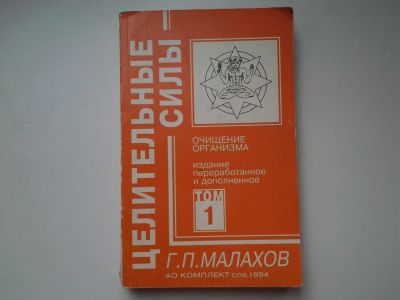 ЦЕЛИТЕЛЬНЫЕ
СИЛЫ
ОЧИЩЕНИЕ
ОРГАНИЗМА
издание
переработанное
и дополненное
ТОМ
1
Г.П.МАЛАХОВ
АО КОМПЛЕКТ СПб 1994